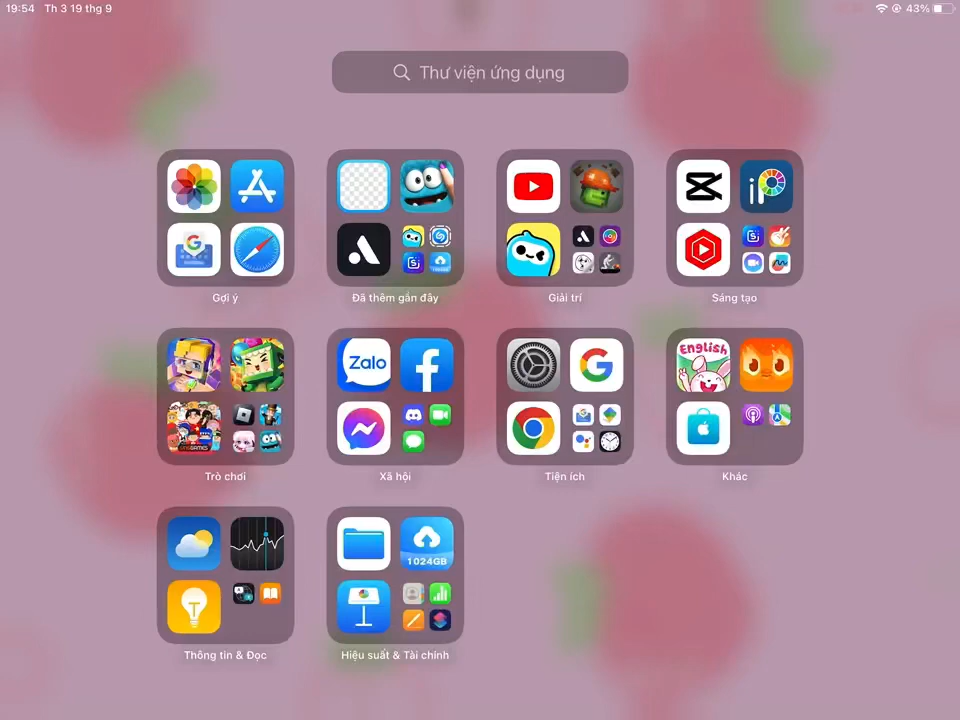 19:54 Th 3 19 thg 9
43%
Thư viện ứng dụng
Gợi ý
Đã thêm gần đây
Giải trí
Sáng tạo
Zalo
English
Trò chơi
Xã hội
Tiện ích
Khác
1024GB
Thông tin & Đọc
Hiệu suất & Tài chính